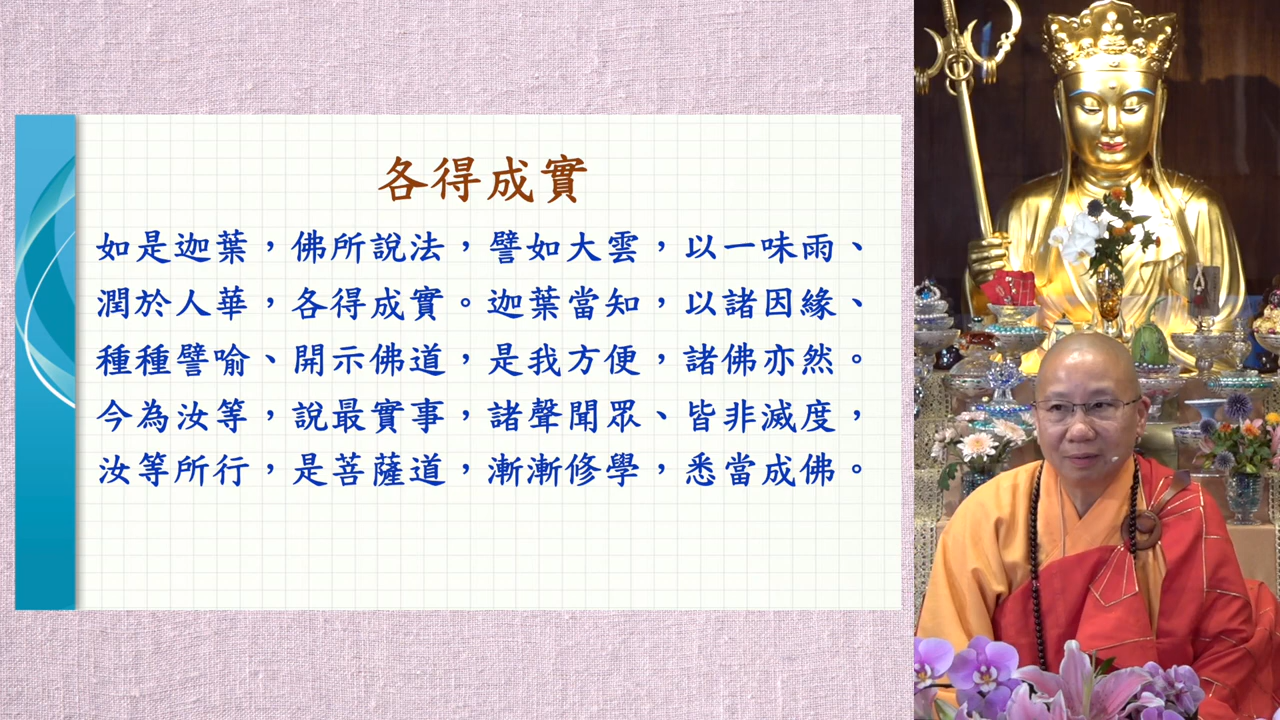 各得成實
如是迦葉，佛所說法，譬如大雲，以一味雨、
潤於人華，各得成實。迦葉當知，以諸因緣、
種種譬喻、開示佛道，是我方便，諸佛亦然。
今為汝等，說最實事，諸聲聞眾、皆非滅度，
汝等所行，是菩薩道，漸漸修學，悉當成佛。